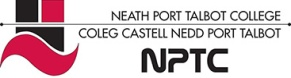 NEATH PORT TALBOT COLLEGE
COLEG CASTELL NEDD PORT TALBOT
NPTC